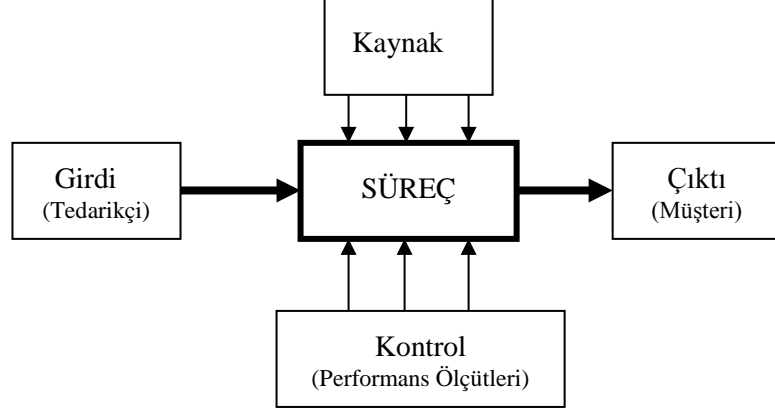 Kaynak
Girdi
(Tedarikçi)
SÜREÇ
Çıktı
(Müşteri)
Kontrol
(Performans Ölçütleri)